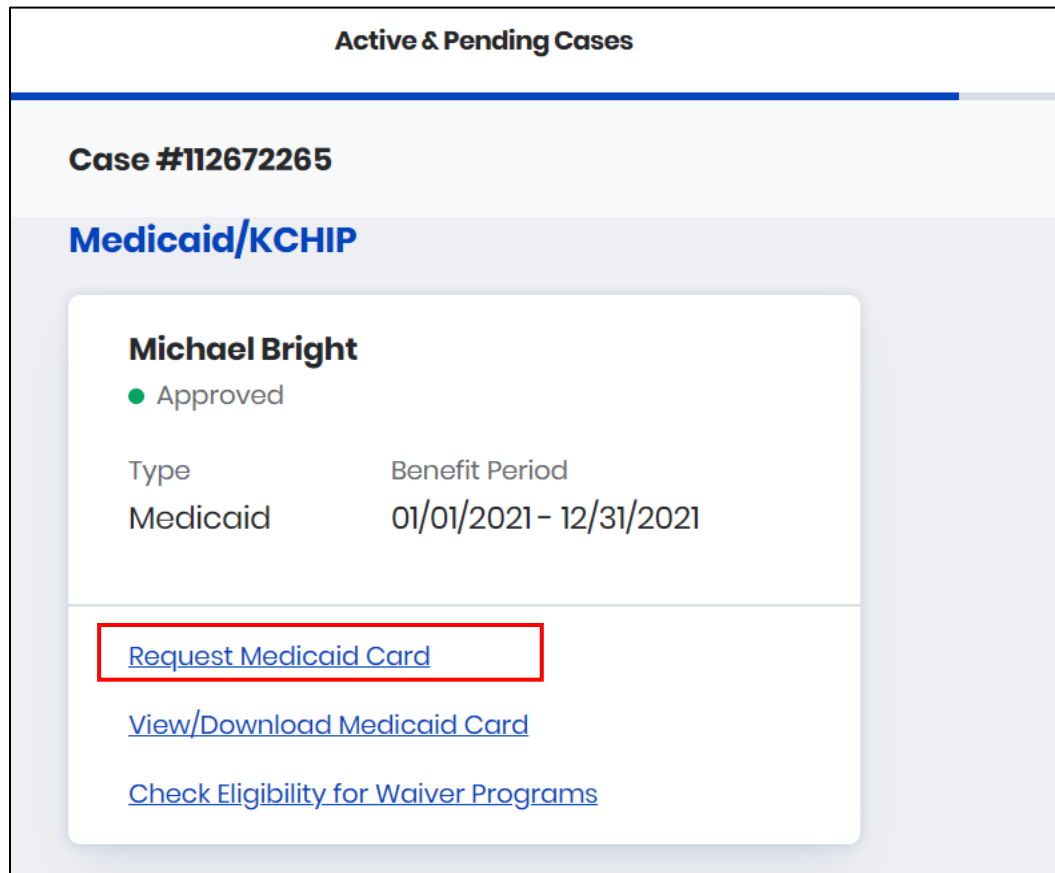 Active & Pending Cases
Case #112672265
Medicaid/KCHIP
Michael Bright
Approved
Type Benefit Period
Medicaid 01/01/2021 - 12/31/2021
Request Medicaid Card
View/Download Medicaid Card
Check Eligibility for Waiver Programs